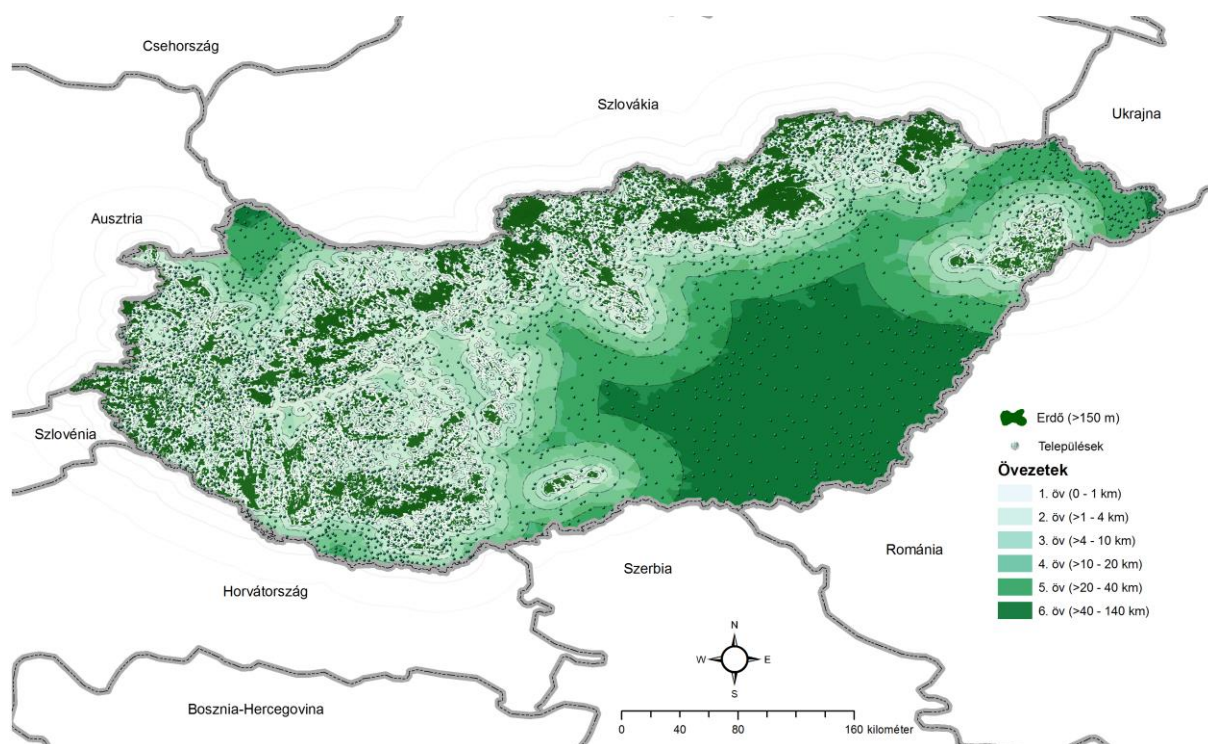 Csehország
Szlovákia
Ukrajna
Ausztria
Szlovénia
Horvátország
Szerbia
Románia
Bosznia-Hercegovina
Erdő (>150 m)
Települések
Övezetek
1. öv (0 - 1 km)
2. öv (>1 - 4 km)
3. öv (>4 - 10 km)
4. öv (>10 - 20 km)
5. öv (>20 - 40 km)
6. öv (>40 - 140 km)
N
W E
S
0 40 80 160 kilométer